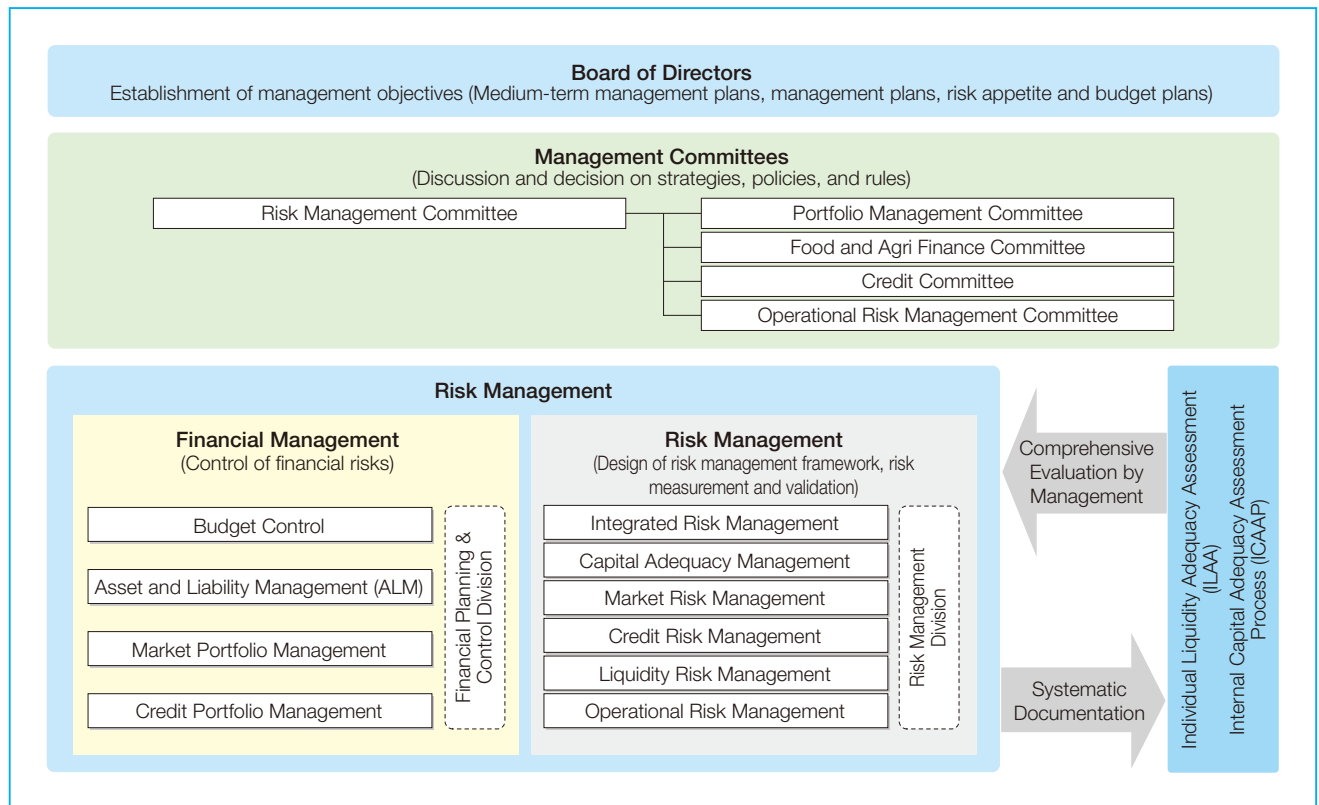 Board of Directors
Establishment of management objectives (Medium-term management plans, management plans, risk appetite and budget plans)
Management Committees
(Discussion and decision on strategies, policies, and rules)
Risk Management Committee
Portfolio Management Committee
Food and Agri Finance Committee
Credit Committee
Operational Risk Management Committee
Risk Management
Financial Management
(Control of financial risks)
Budget Control
Asset and Liability Management (ALM)
Market Portfolio Management
Credit Portfolio Management
Financial Planning &
Control Division
Risk Management
(Design of risk management framework, risk
measurement and validation)
Integrated Risk Management
Capital Adequacy Management
Market Risk Management
Credit Risk Management
Liquidity Risk Management
Operational Risk Management
Risk Management
Division
Comprehensive
Evaluation by
Management
Systematic
Documentation
Individual Liquidity Adequacy Assessment
(ILAA)
Internal Capital Adequacy Assessment
Process (ICAAP)